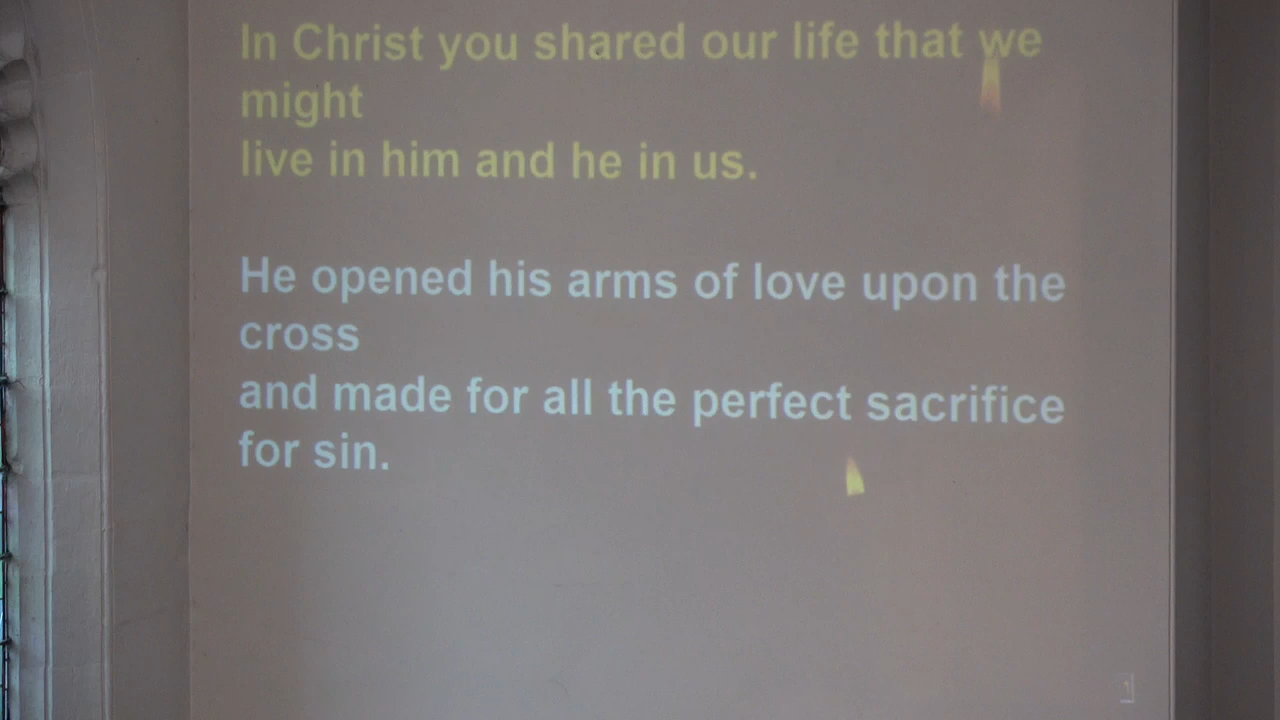 In Christ you shared our life that we
might
live in him and he in us.
He opened his arms of love upon the
cross
and made for all the perfect sacrifice
for sin.